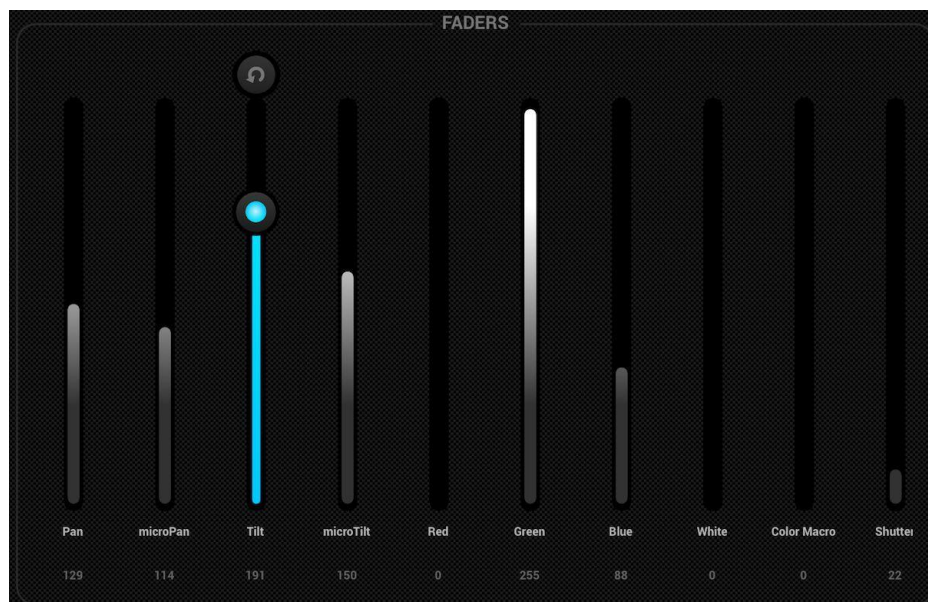 FADERS
Pan microPan Tilt microTilt Red Green Blue White Color Macro Shutter
129 114 191 150 0 255 88 0 0 22